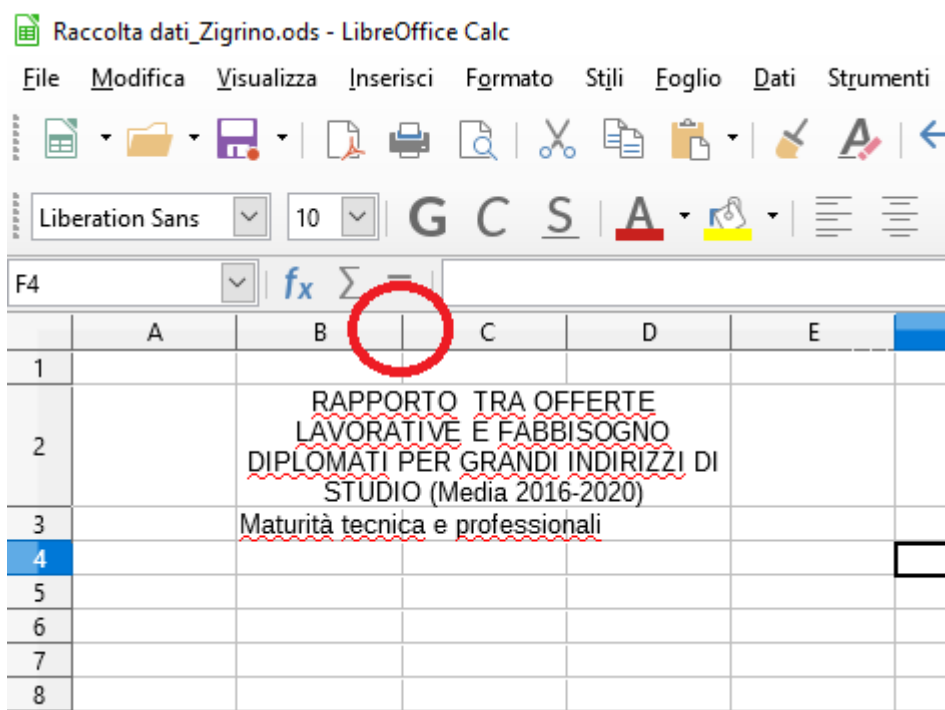 Raccolta dati_Zigrino.ods - LibreOffice Calc
File Modifica Visualizza Inserisci Formato Stili Foglio Dati Strumenti
Liberation Sans 10 G C S A
F4 fx Σ =
A B C D E
1
2
RAPPORTO TRA OFFERTE
LAVORATIVE E FABBISOGNO
DIPLOMATI PER GRANDI INDIRIZZI DI
STUDIO (Media 2016-2020)
3 Maturità tecnica e professionali
4
5
6
7
8